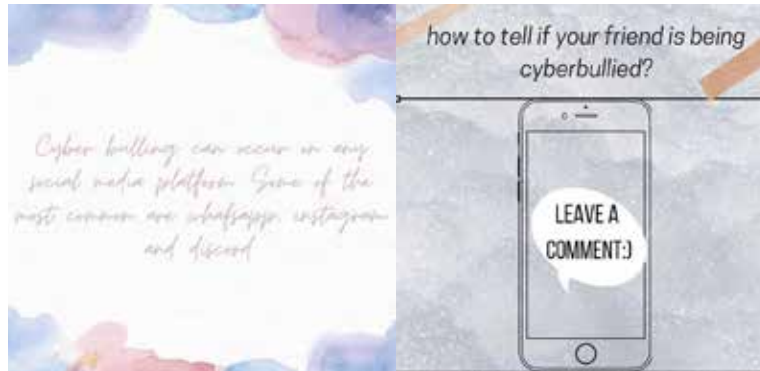 Cyber bulling can occur on any
social media platform. Some of the
most common are whatsapp, instagram
and discord
how to tell if your friend is being
cyberbullied?
LEAVE A
COMMENT:)